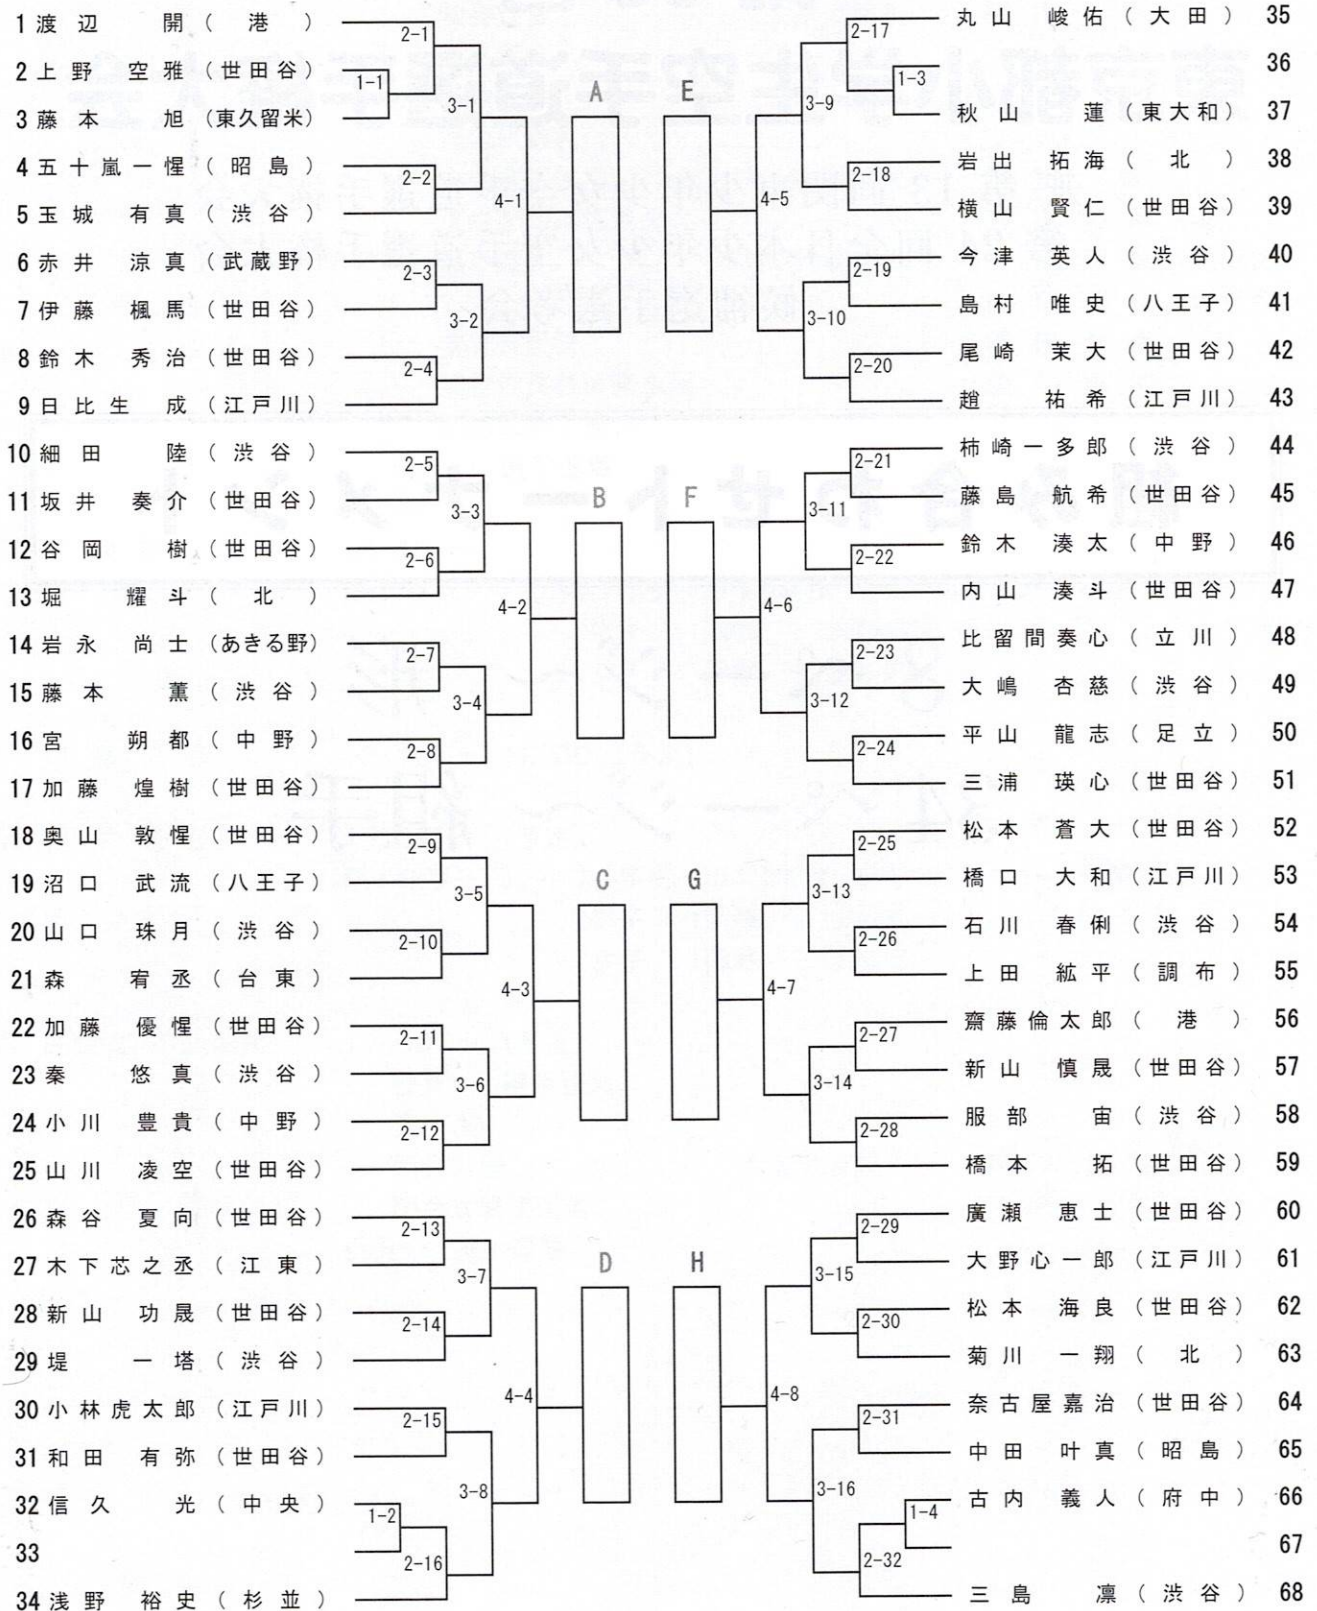 1 渡辺 開 (港)
2 上野 空雅 (世田谷)
3 藤本 旭 (東久留米)
4 五十嵐一惺 (昭島)
5 玉城 有真 (渋谷)
6 赤井 涼真 (武蔵野)
7 伊藤 楓馬 (世田谷)
8 鈴木 秀治 (世田谷)
9 日比生 成 (江戸川)
10 細田 陸 (渋谷)
11 坂井 奏介 (世田谷)
12 谷岡 樹 (世田谷)
13 堀 耀斗 (北)
14 岩永 尚士 (あきる野)
15 藤本 薫 (渋谷)
16 宮 朔都 (中野)
17 加藤 煌樹 (世田谷)
18 奥山 敦惺 (世田谷)
19 沼口 武流 (八王子)
20 山口 珠月 (渋谷)
21 森 宥丞 (台東)
22 加藤 優惺 (世田谷)
23 秦 悠真 (渋谷)
24 小川 豊貴 (中野)
25 山川 凌空 (世田谷)
26 森谷 夏向 (世田谷)
27 木下芯之丞 (江東)
28 新山 功晟 (世田谷)
29 堤 一塔 (渋谷)
30 小林虎太郎 (江戸川)
31 和田 有弥 (世田谷)
32 信久 光 (中央)
33
34 浅野 裕史 (杉並)
1-1
1-2
2-1
2-2
2-3
2-4
2-5
2-6
2-7
2-8
2-9
2-10
2-11
2-12
2-13
2-14
2-15
2-16
3-1
3-2
3-3
3-4
3-5
3-6
3-7
3-8
4-1
4-2
4-3
4-4
A
B
C
D
E
F
G
H
4-5
4-6
4-7
4-8
3-9
3-10
3-11
3-12
3-13
3-14
3-15
3-16
2-17
2-18
2-19
2-20
2-21
2-22
2-23
2-24
2-25
2-26
2-27
2-28
2-29
2-30
2-31
2-32
1-3
1-4
丸山 峻佑 (大田) 35
36
秋山 蓮 (東大和) 37
岩出 拓海 (北) 38
横山 賢仁 (世田谷) 39
今津 英人 (渋谷) 40
島村 唯史 (八王子) 41
尾崎 茉大 (世田谷) 42
趙 祐希 (江戸川) 43
柿崎一多郎 (渋谷) 44
藤島 航希 (世田谷) 45
鈴木 湊太 (中野) 46
内山 湊斗 (世田谷) 47
比留間奏心 (立川) 48
大嶋 杏慈 (渋谷) 49
平山 龍志 (足立) 50
三浦 瑛心 (世田谷) 51
松本 蒼大 (世田谷) 52
橋口 大和 (江戸川) 53
石川 春俐 (渋谷) 54
上田 紘平 (調布) 55
齋藤倫太郎 (港) 56
新山 慎晟 (世田谷) 57
服部 宙 (渋谷) 58
橋本 拓 (世田谷) 59
廣瀬 恵士 (世田谷) 60
大野心一郎 (江戸川) 61
松本 海良 (世田谷) 62
菊川 一翔 (北) 63
奈古屋嘉治 (世田谷) 64
中田 叶真 (昭島) 65
古内 義人 (府中) 66
67
三島 凛 (渋谷) 68